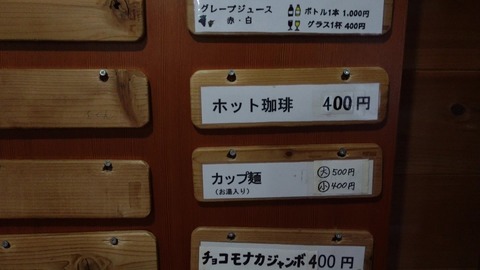 グレープジュース ボトル1本 1.000円
赤・白 グラス1杯 400円
ホット珈琲 400円
カップ麺 大 500円
(お湯入り) 小 400円
チョコモナカジャンボ 400円